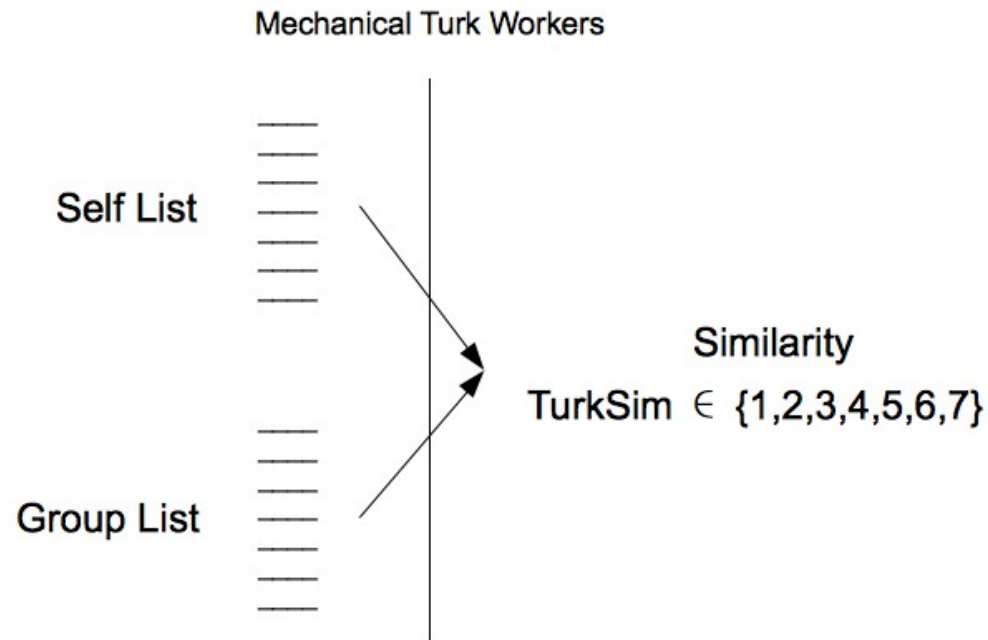 Mechanical Turk Workers
Self List
Similarity
TurkSim ∈ {1,2,3,4,5,6,7}
Group List